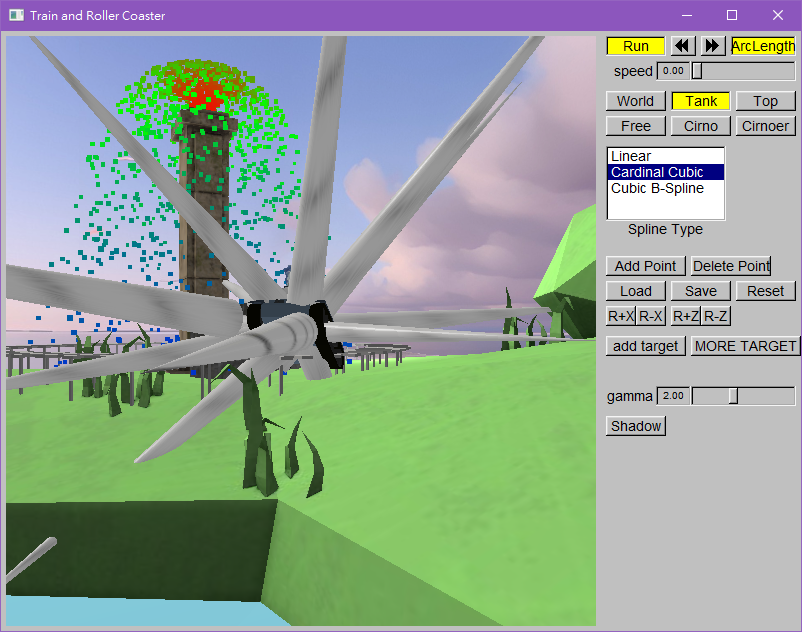 Train and Roller Coaster
Run
ArcLength
speed 0.00
World Tank Top
Free Cirno Cirnoer
Linear
Cardinal Cubic
Cubic B-Spline
Spline Type
Add Point Delete Point
Load Save Reset
R+X R-X R+Z R-Z
add target MORE TARGET
gamma 2.00
Shadow